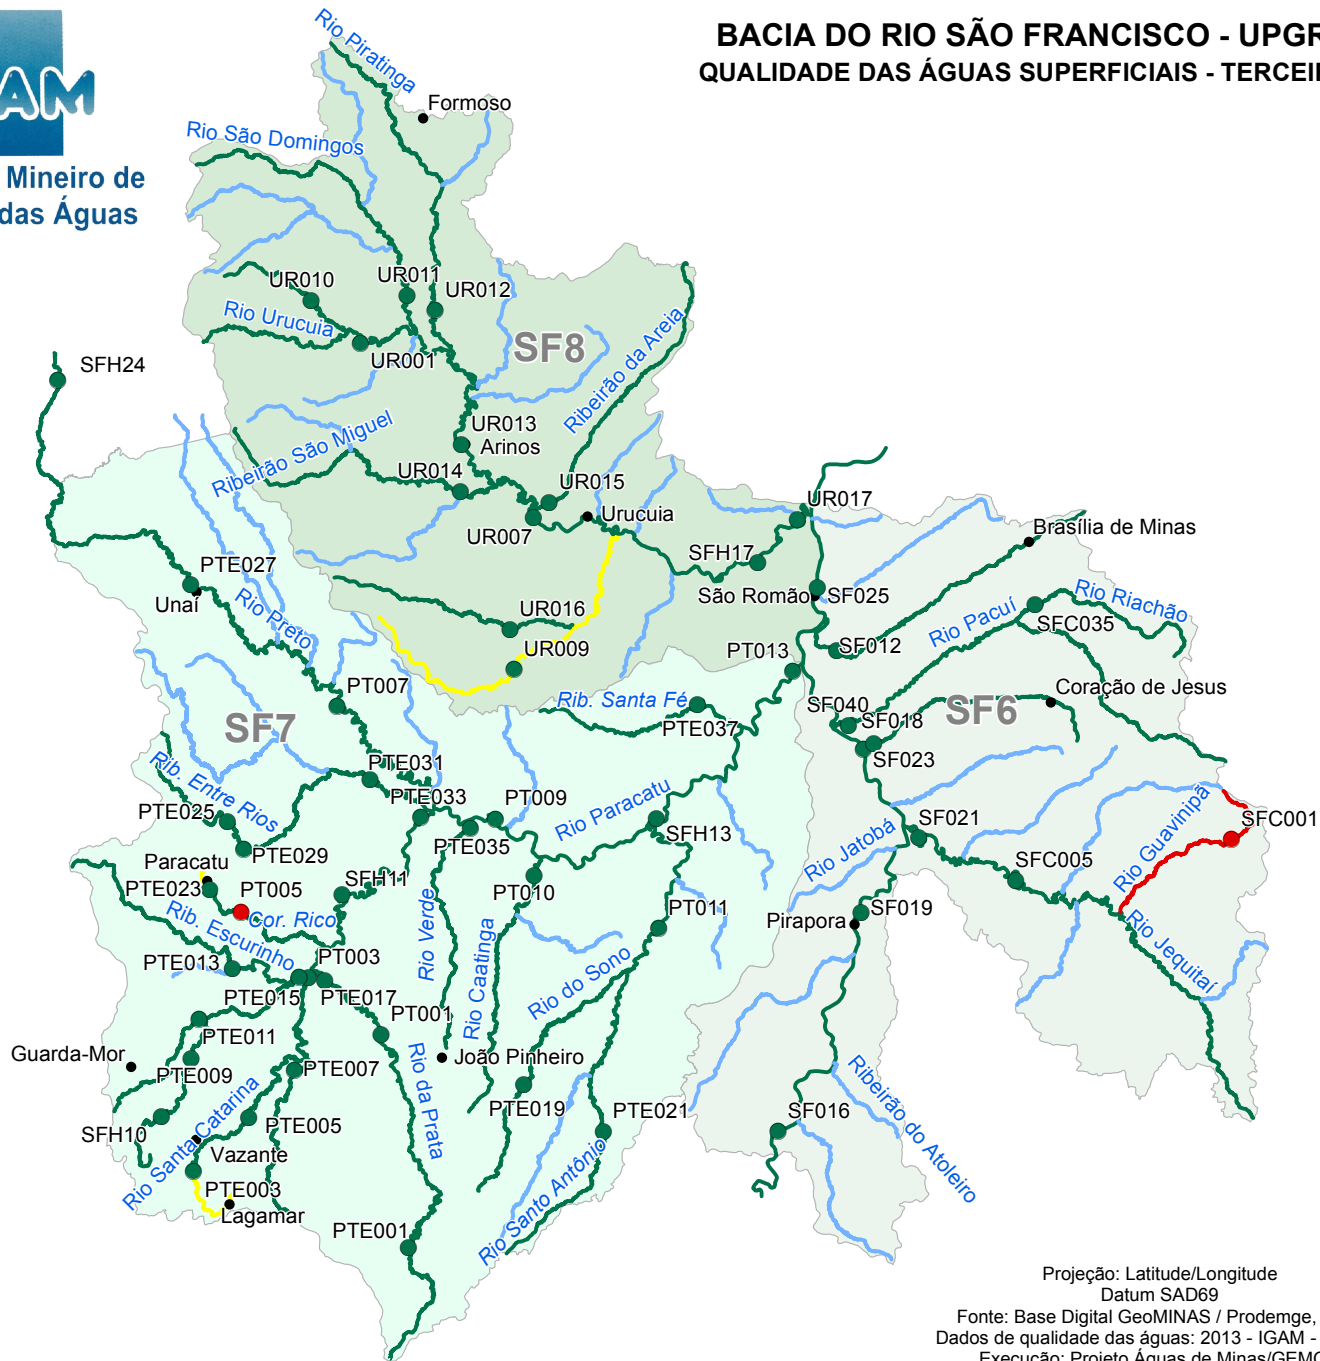 BACIA DO RIO SÃO FRANCISCO - UPGR
QUALIDADE DAS ÁGUAS SUPERFICIAIS - TERCEI
AM
Mineiro de
das Águas
Rio Piratinga
Formoso
Rio São Domingos
UR010
UR011
UR012
Rio Urucuia
UR001
SF8
Ribeirão da Areia
SFH24
UR013
Arinos
Ribeirão São Miguel
UR014
UR015
Urucuia
UR007
UR017
Brasília de Minas
SFH17
PTE027
Unaí
Rio Preto
São Romão
SF025
Rio Riachão
Rio Pacuí
SFC035
UR016
SF012
UR009
PT013
PT007
Rib. Santa Fé
PTE037
Coração de Jesus
SF040
SF018
SF6
SF7
SF023
Rib. Entre Rios
PTE031
PTE033
PT009
Rio Paracatu
Rio Guavinipã
PTE025
SFH13
SF021
SFC001
PTE029
PTE035
Rio Jatobá
SFC005
Paracatu
PTE023
PT005
SFH11
PT010
Cor. Rico
Rio Verde
PT011
Pirapora
SF019
Rib. Escurinho
Rio Caatinga
Rio do Sono
Rio Jequitaí
PTE013
PT003
PTE015
PTE017
PTE011
PT001
Guarda-Mor
PTE009
PTE007
João Pinheiro
Rio da Prata
PTE019
PTE021
SF016
Ribeirão do Atoleiro
SFH10
PTE005
Rio Santa Catarina
Vazante
PTE003
Lagamar
Rio Santo Antônio
PTE001
Projeção: Latitude/Longitude
Datum SAD69
Fonte: Base Digital GeoMINAS / Prodemge,
Dados de qualidade das águas: 2013 - IGAM -
Execução: Projeto Águas de Minas/GEMO